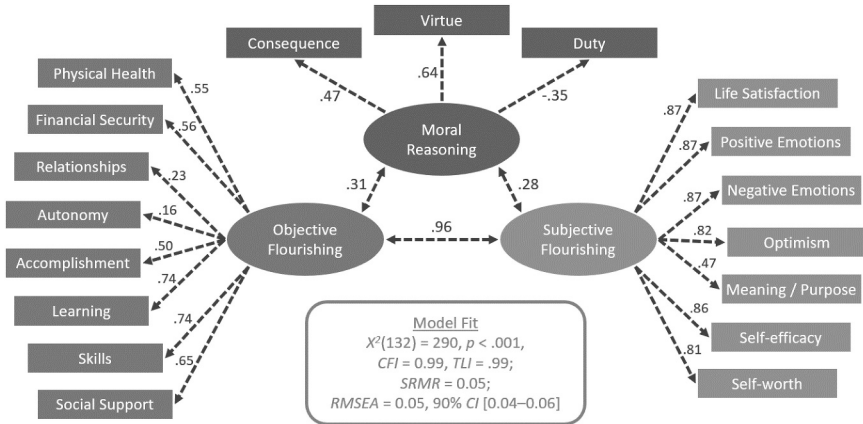 Virtue
Consequence
Duty
.47
.64
-.35
Moral
Reasoning
Physical Health
Financial Security
Relationships
Autonomy
Accomplishment
Learning
Skills
Social Support
.55
.56
.23
.16
.50
.74
.74
.65
Objective
Flourishing
.31
.28
.96
Subjective
Flourishing
.87
.87
.87
.82
.47
.86
.81
Life Satisfaction
Positive Emotions
Negative Emotions
Optimism
Meaning / Purpose
Self-efficacy
Self-worth
Model Fit
X²(132) = 290, p < .001,
CFI = 0.99, TLI = .99;
SRMR = 0.05;
RMSEA = 0.05, 90% CI [0.04–0.06]